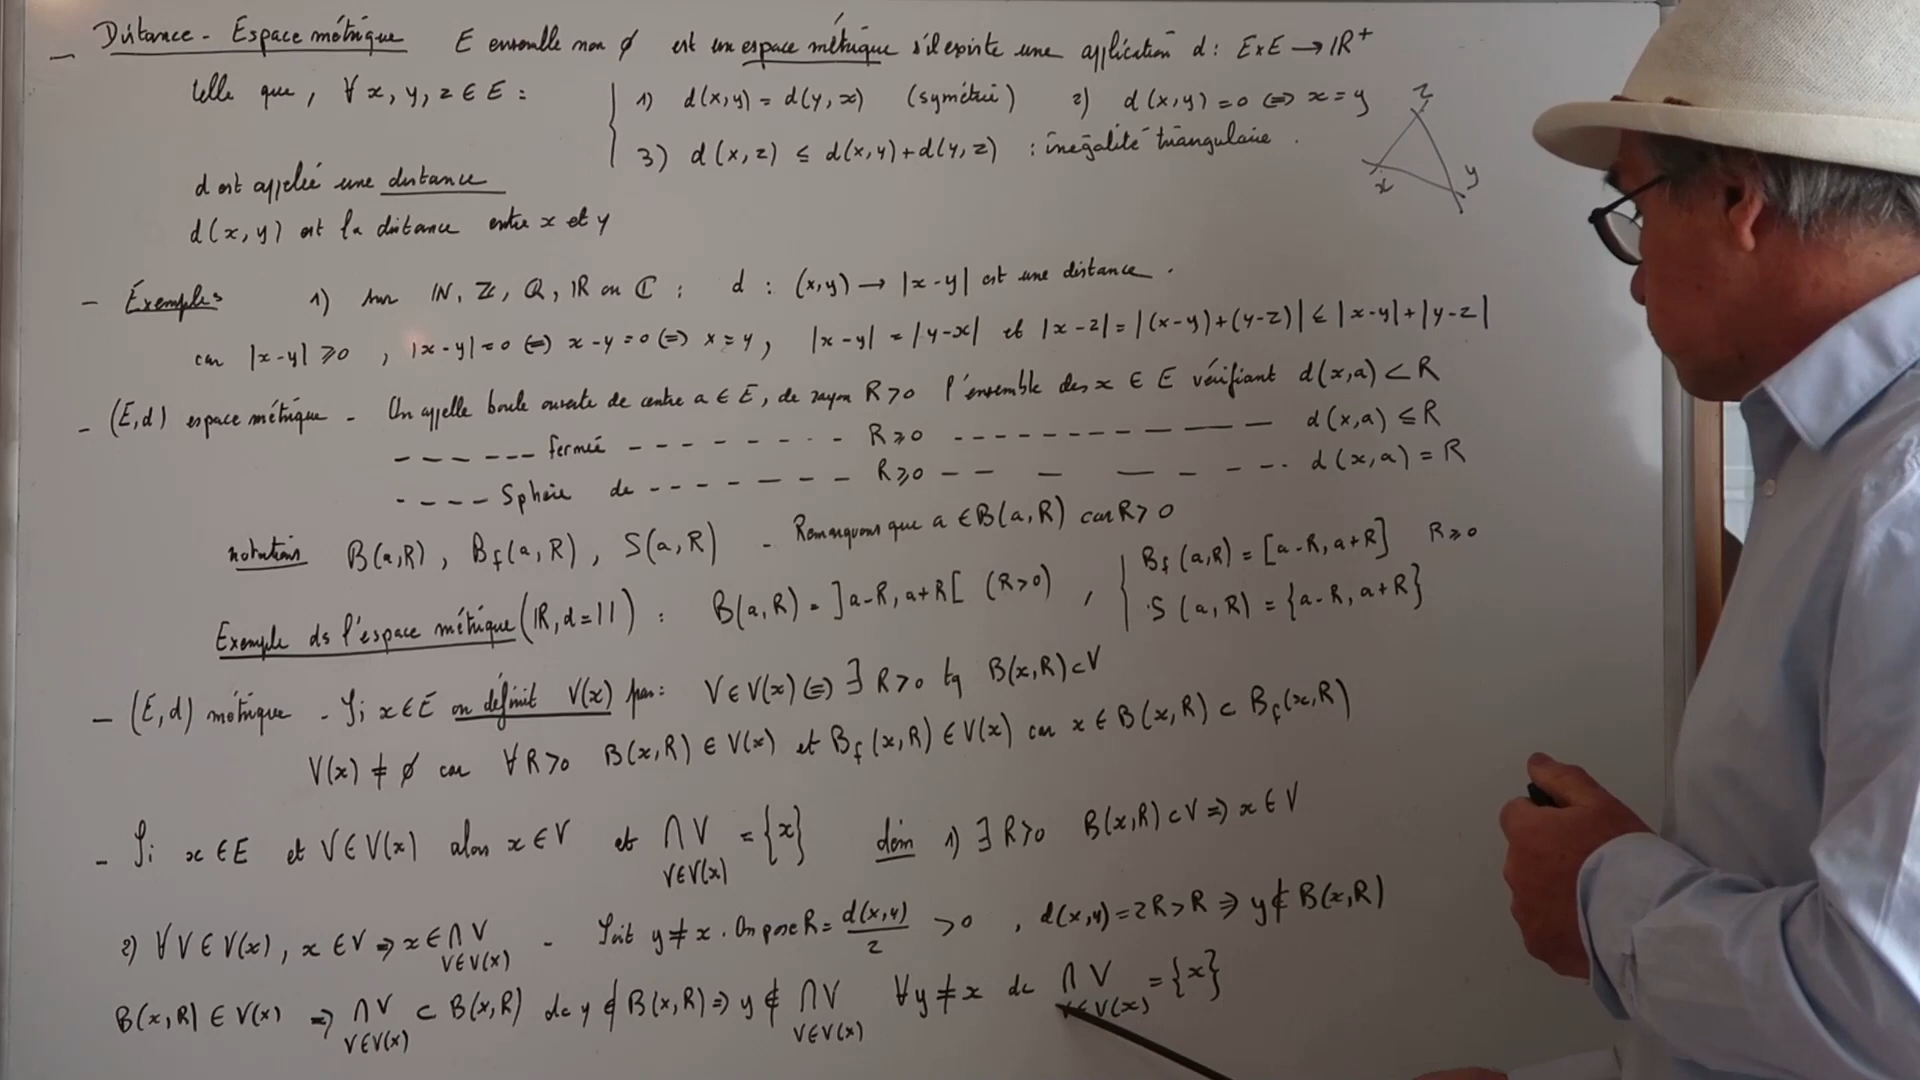 - Distance - Espace métrique E ensemble non ∅ est un espace métrique s'il existe une application d : E×E → ℝ⁺
telle que, ∀ x, y, z ∈ E : { 1) d(x,y) = d(y,x) (symétrie) 2) d(x,y) = 0 ⟺ x = y
3) d(x,z) ≤ d(x,y) + d(y,z) : inégalité triangulaire.
z
x
y
d est appelée une distance
d(x,y) est la distance entre x et y
- Exemples 1) sur ℕ, ℤ, ℚ, ℝ ou ℂ : d : (x,y) → |x-y| est une distance.
car |x-y| ≥ 0, |x-y| = 0 ⟺ x-y = 0 ⟺ x = y, |x-y| = |y-x| et |x-z| = |(x-y)+(y-z)| ≤ |x-y|+|y-z|
- (E,d) espace métrique - On appelle boule ouverte de centre a ∈ E, de rayon R>0 l'ensemble des x ∈ E vérifiant d(x,a) < R
------ fermée -------- R≥0 ------------ d(x,a) ≤ R
---- Sphère de ------- R≥0 -------- d(x,a) = R
notations B(a,R), B_f(a,R), S(a,R) - Remarquons que a ∈ B(a,R) car R>0
Exemple ds l'espace métrique (ℝ, d=| |) : B(a,R) = ]a-R, a+R[ (R>0), { B_f(a,R) = [a-R, a+R] R≥0
S(a,R) = {a-R, a+R}
- (E,d) métrique - Si x ∈ E on définit V(x) par : V ∈ V(x) ⟺ ∃ R>0 tq B(x,R) ⊂ V
V(x) ≠ ∅ car ∀ R>0 B(x,R) ∈ V(x) et B_f(x,R) ∈ V(x) car x ∈ B(x,R) ⊂ B_f(x,R)
- Si x ∈ E et V ∈ V(x) alors x ∈ V et ∩_{V∈V(x)} V = {x} dém 1) ∃ R>0 B(x,R) ⊂ V ⇒ x ∈ V
2) ∀ V ∈ V(x), x ∈ V ⇒ x ∈ ∩_{V∈V(x)} V - Soit y ≠ x. On pose R = d(x,y)/2 > 0, d(x,y) = 2R > R ⇒ y ∉ B(x,R)
B(x,R) ∈ V(x) ⇒ ∩_{V∈V(x)} V ⊂ B(x,R) dc y ∉ B(x,R) ⇒ y ∉ ∩_{V∈V(x)} V ∀ y ≠ x dc ∩_{V∈V(x)} V = {x}